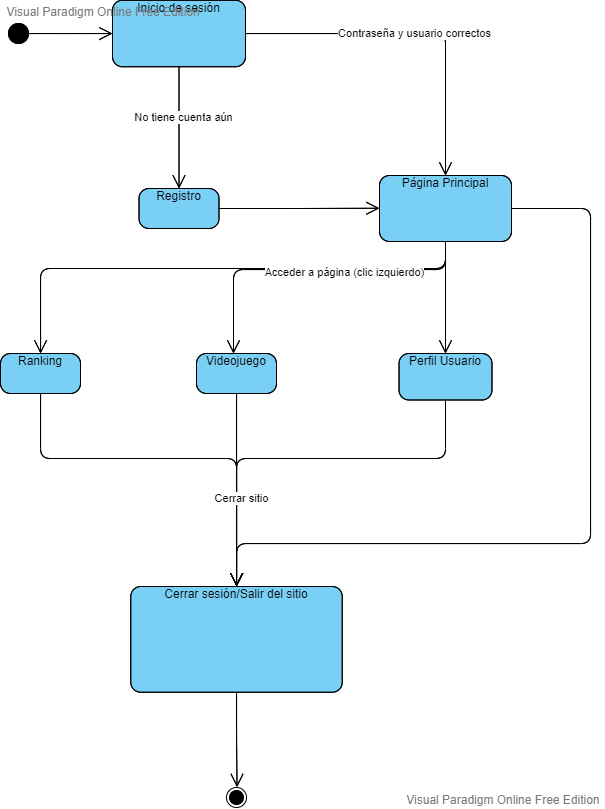 Visual Paradigm Online Free Edition
Inicio de sesión
Contraseña y usuario correctos
No tiene cuenta aún
Página Principal
Registro
Acceder a página (clic izquierdo)
Ranking
Videojuego
Perfil Usuario
Cerrar sitio
Cerrar sesión/Salir del sitio
Visual Paradigm Online Free Edition